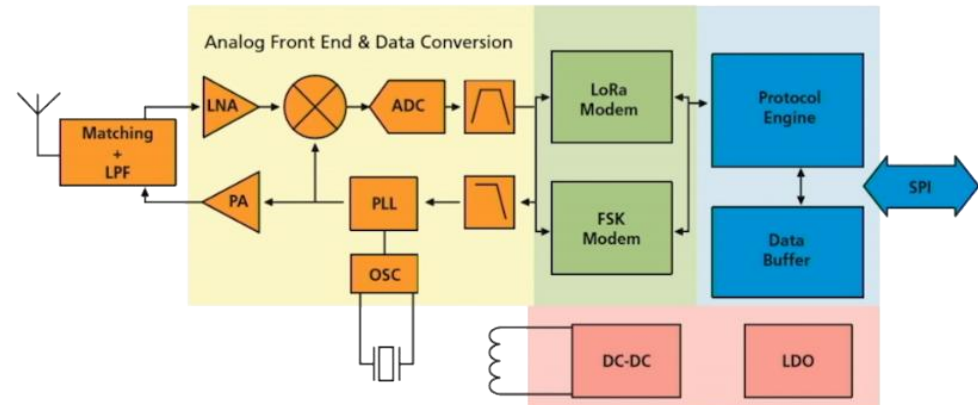 Analog Front End & Data Conversion
LNA
ADC
LoRa
Modem
Protocol
Engine
Matching
+
LPF
PA
PLL
FSK
Modem
SPI
Data
Buffer
OSC
DC-DC
LDO